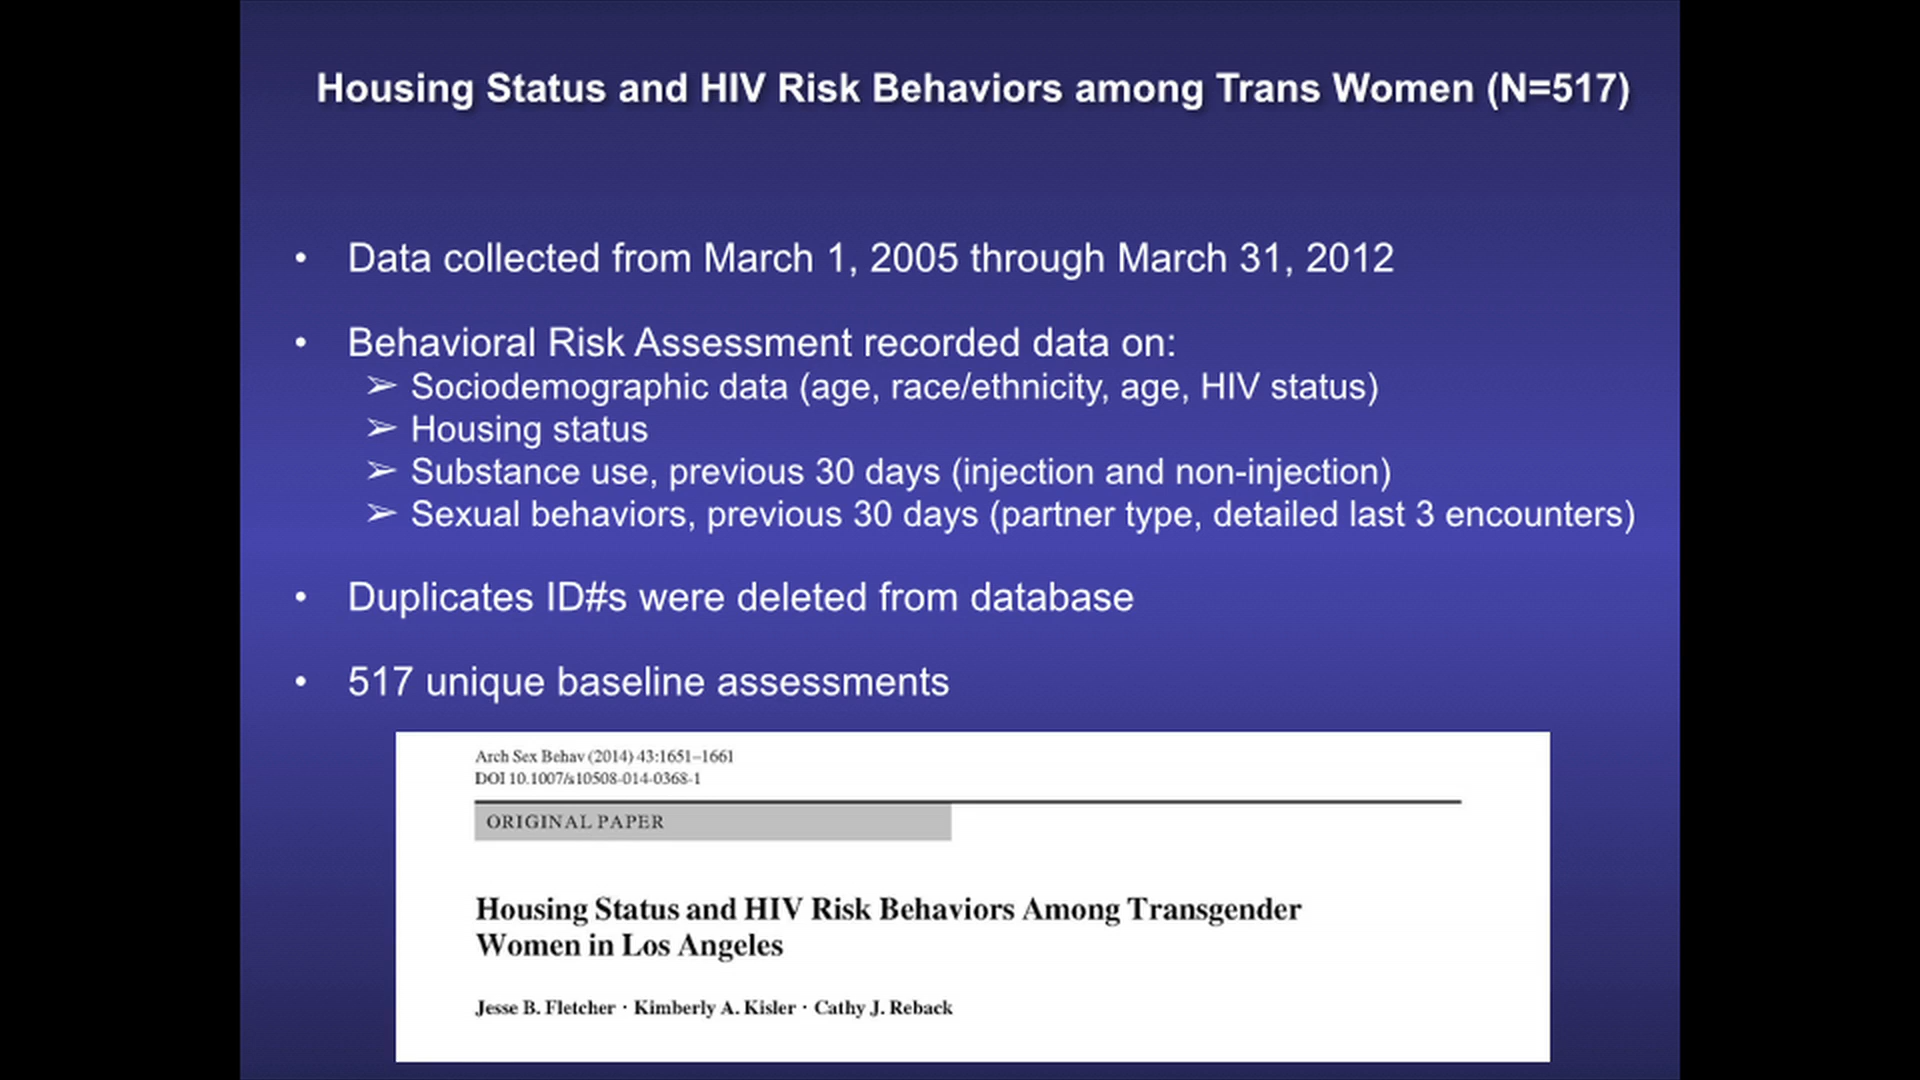 Housing Status and HIV Risk Behaviors among Trans Women (N=517)
• Data collected from March 1, 2005 through March 31, 2012
• Behavioral Risk Assessment recorded data on:
➢ Sociodemographic data (age, race/ethnicity, age, HIV status)
➢ Housing status
➢ Substance use, previous 30 days (injection and non-injection)
➢ Sexual behaviors, previous 30 days (partner type, detailed last 3 encounters)
• Duplicates ID#s were deleted from database
• 517 unique baseline assessments
Arch Sex Behav (2014) 43:1651–1661
DOI 10.1007/s10508-014-0368-1
ORIGINAL PAPER
Housing Status and HIV Risk Behaviors Among Transgender
Women in Los Angeles
Jesse B. Fletcher · Kimberly A. Kisler · Cathy J. Reback